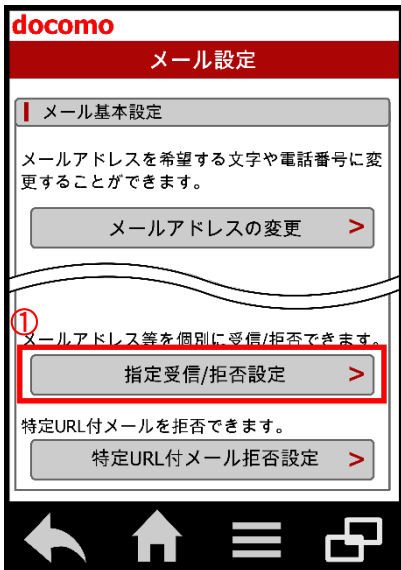 docomo
メール設定
メール基本設定
メールアドレスを希望する文字や電話番号に変
更することができます。
メールアドレスの変更 >
①
メールアドレス等を個別に受信/拒否できます。
指定受信/拒否設定 >
特定URL付メールを拒否できます。
特定URL付メール拒否設定 >